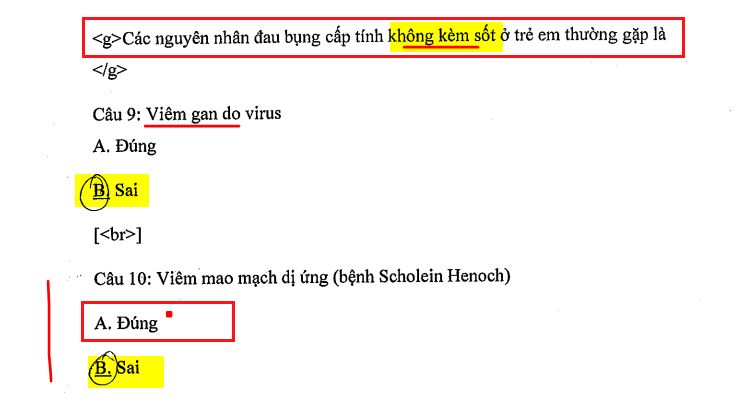 <g>Các nguyên nhân đau bụng cấp tính không kèm sốt ở trẻ em thường gặp là
</g>
Câu 9: Viêm gan do virus
A. Đúng
B. Sai
[<br>]
Câu 10: Viêm mao mạch dị ứng (bệnh Scholein Henoch)
A. Đúng
B. Sai